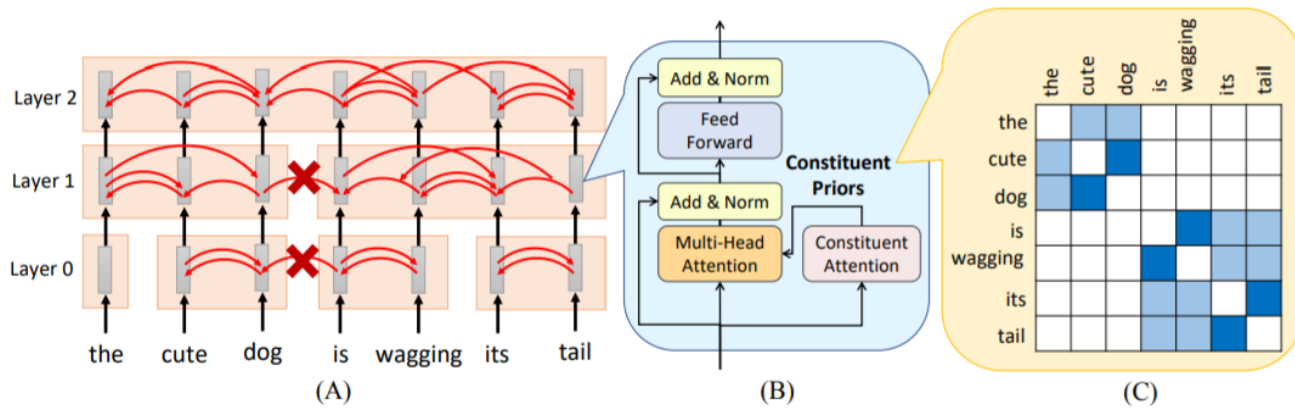 Layer 2
Layer 1
Layer 0
the cute dog is wagging its tail
(A)
Add & Norm
Feed
Forward
Constituent
Priors
Add & Norm
Multi-Head
Attention
Constituent
Attention
(B)
the cute dog is wagging its tail
the
cute
dog
is
wagging
its
tail
(C)